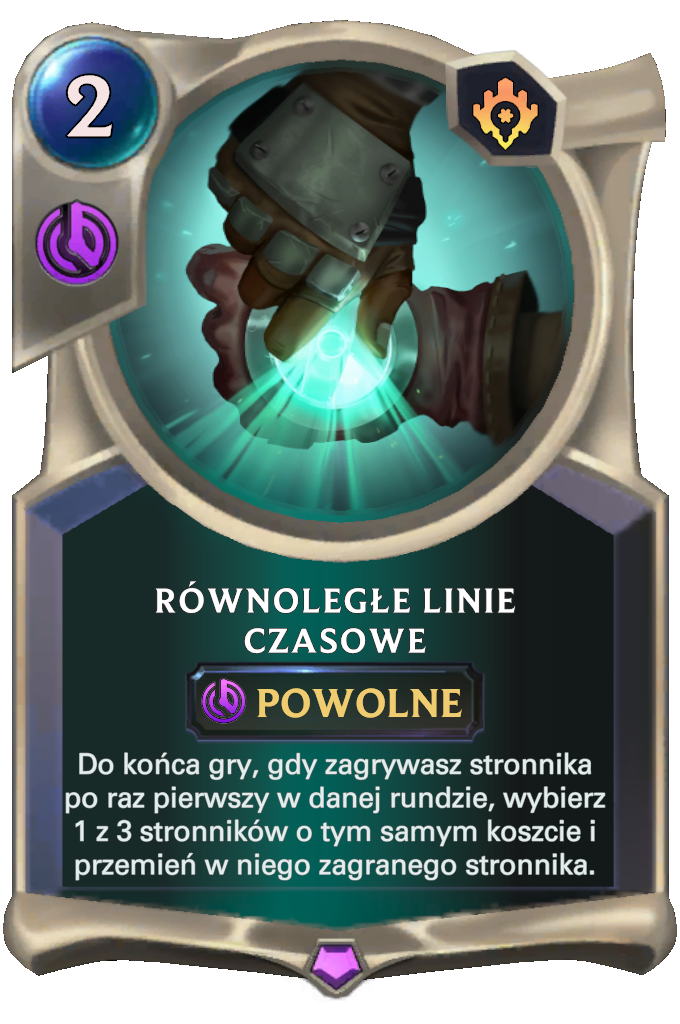 2
RÓWNOLEGŁE LINIE
CZASOWE
POWOLNE
Do końca gry, gdy zagrywasz stronnika
po raz pierwszy w danej rundzie, wybierz
1 z 3 stronników o tym samym koszcie i
przemień w niego zagranego stronnika.